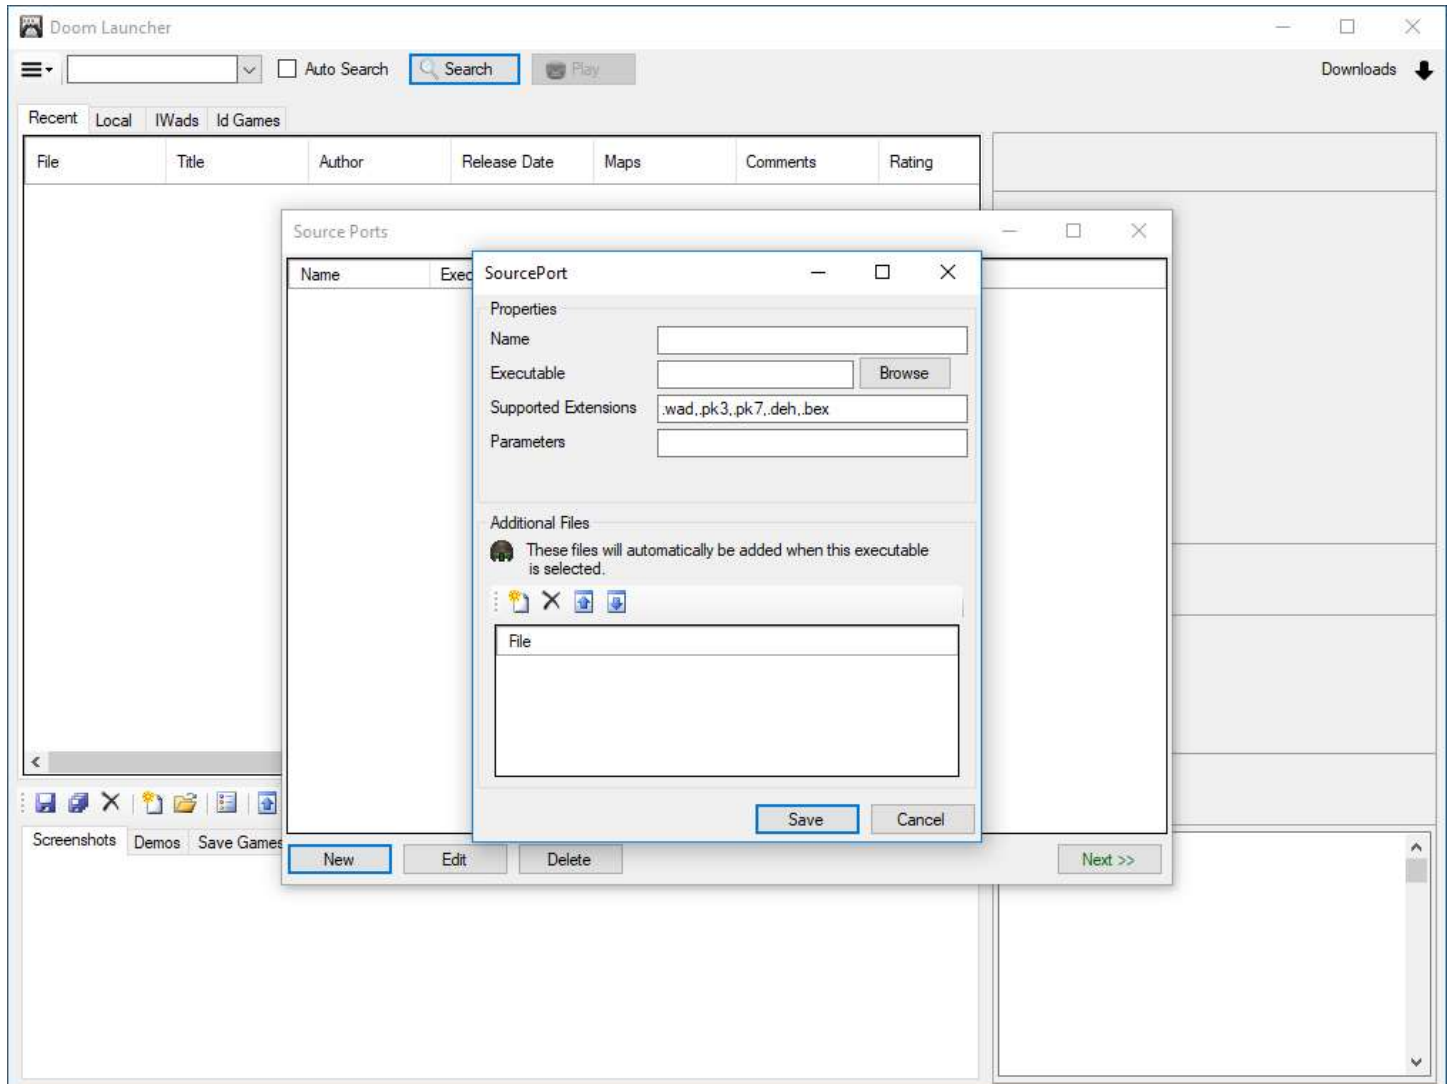 Doom Launcher
Auto Search Search Play Downloads
Recent Local IWads Id Games
File Title Author Release Date Maps Comments Rating
Source Ports
Name
SourcePort
Properties
Name
Executable Browse
Supported Extensions .wad,.pk3,.pk7,.deh,.bex
Parameters
Additional Files
These files will automatically be added when this executable
is selected.
File
Save Cancel
Screenshots Demos Save Games
New Edit Delete Next >>